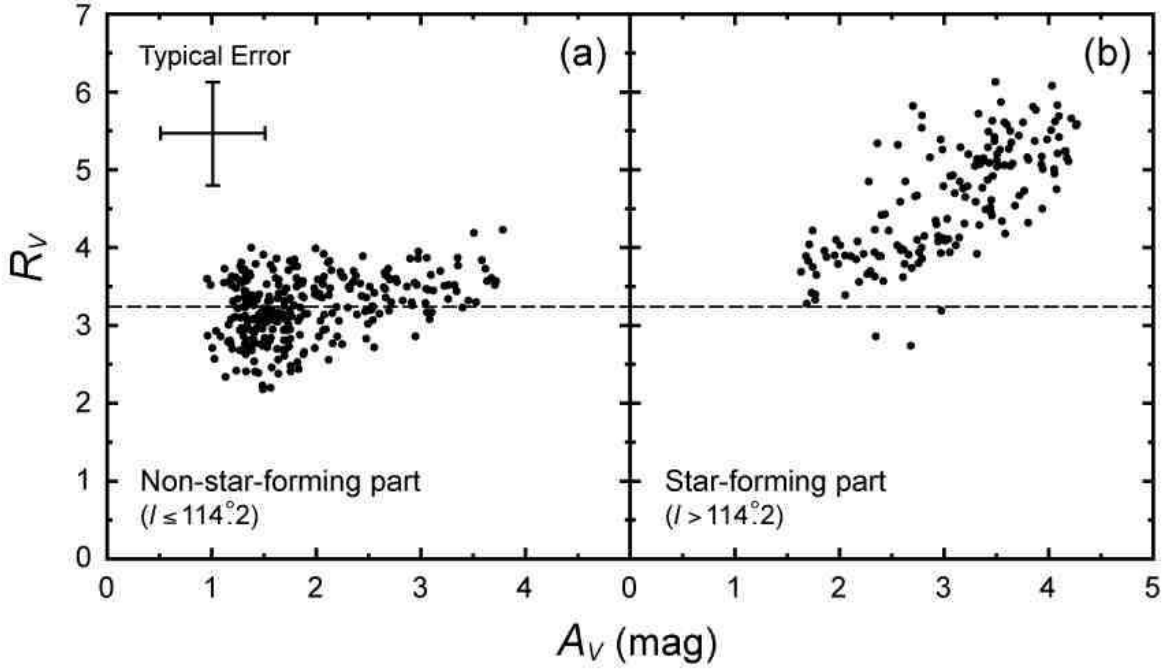 7
6
5
4
3
2
1
0
R_V
Typical Error
(a)
Non-star-forming part
(l ≤ 114°.2)
(b)
Star-forming part
(l > 114°.2)
0 1 2 3 4 0 1 2 3 4 5
A_V (mag)